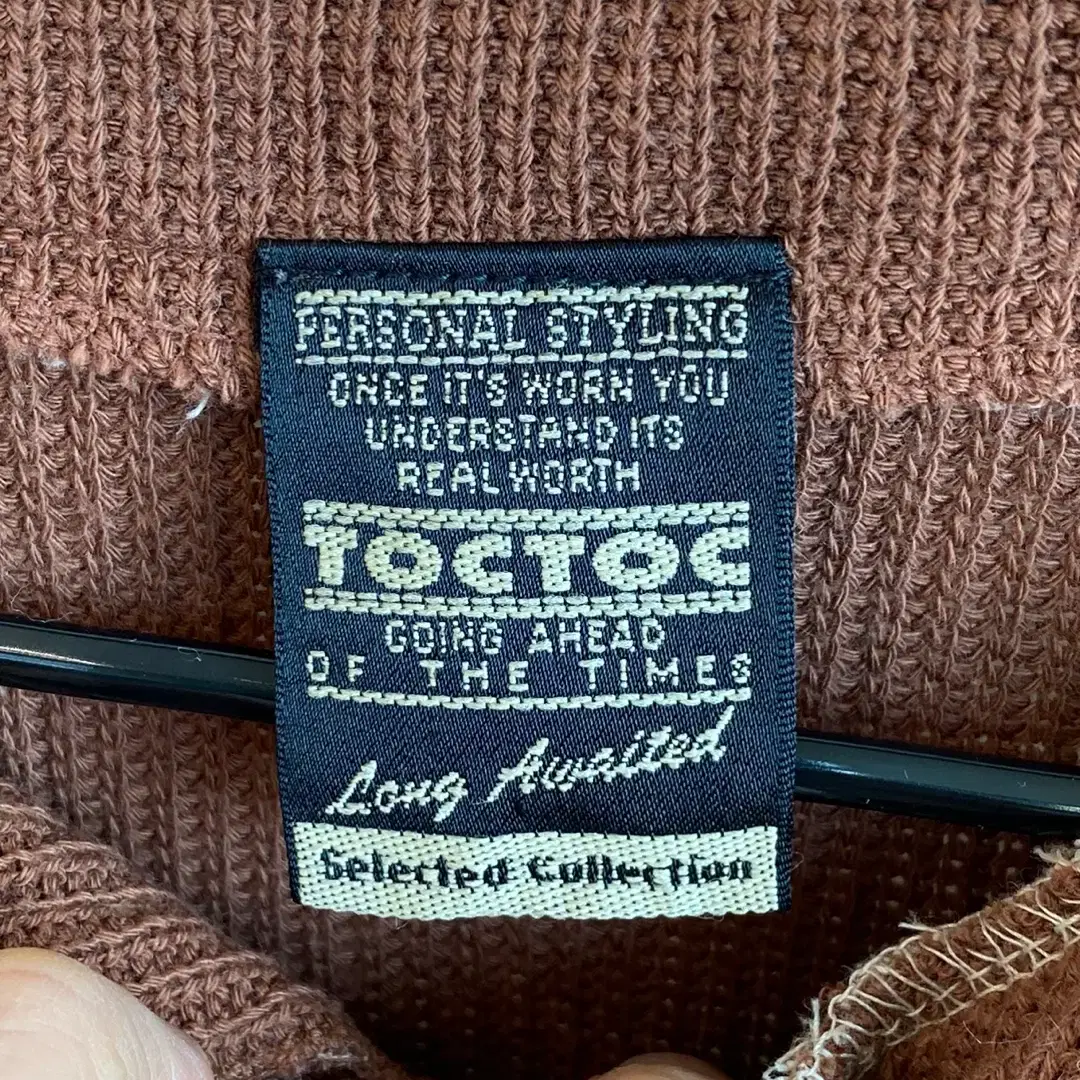 PERSONAL STYLING
ONCE IT'S WORN YOU
UNDERSTAND ITS
REAL WORTH
TOCTOC
GOING AHEAD
OF THE TIMES
Long Awaited
Selected Collection